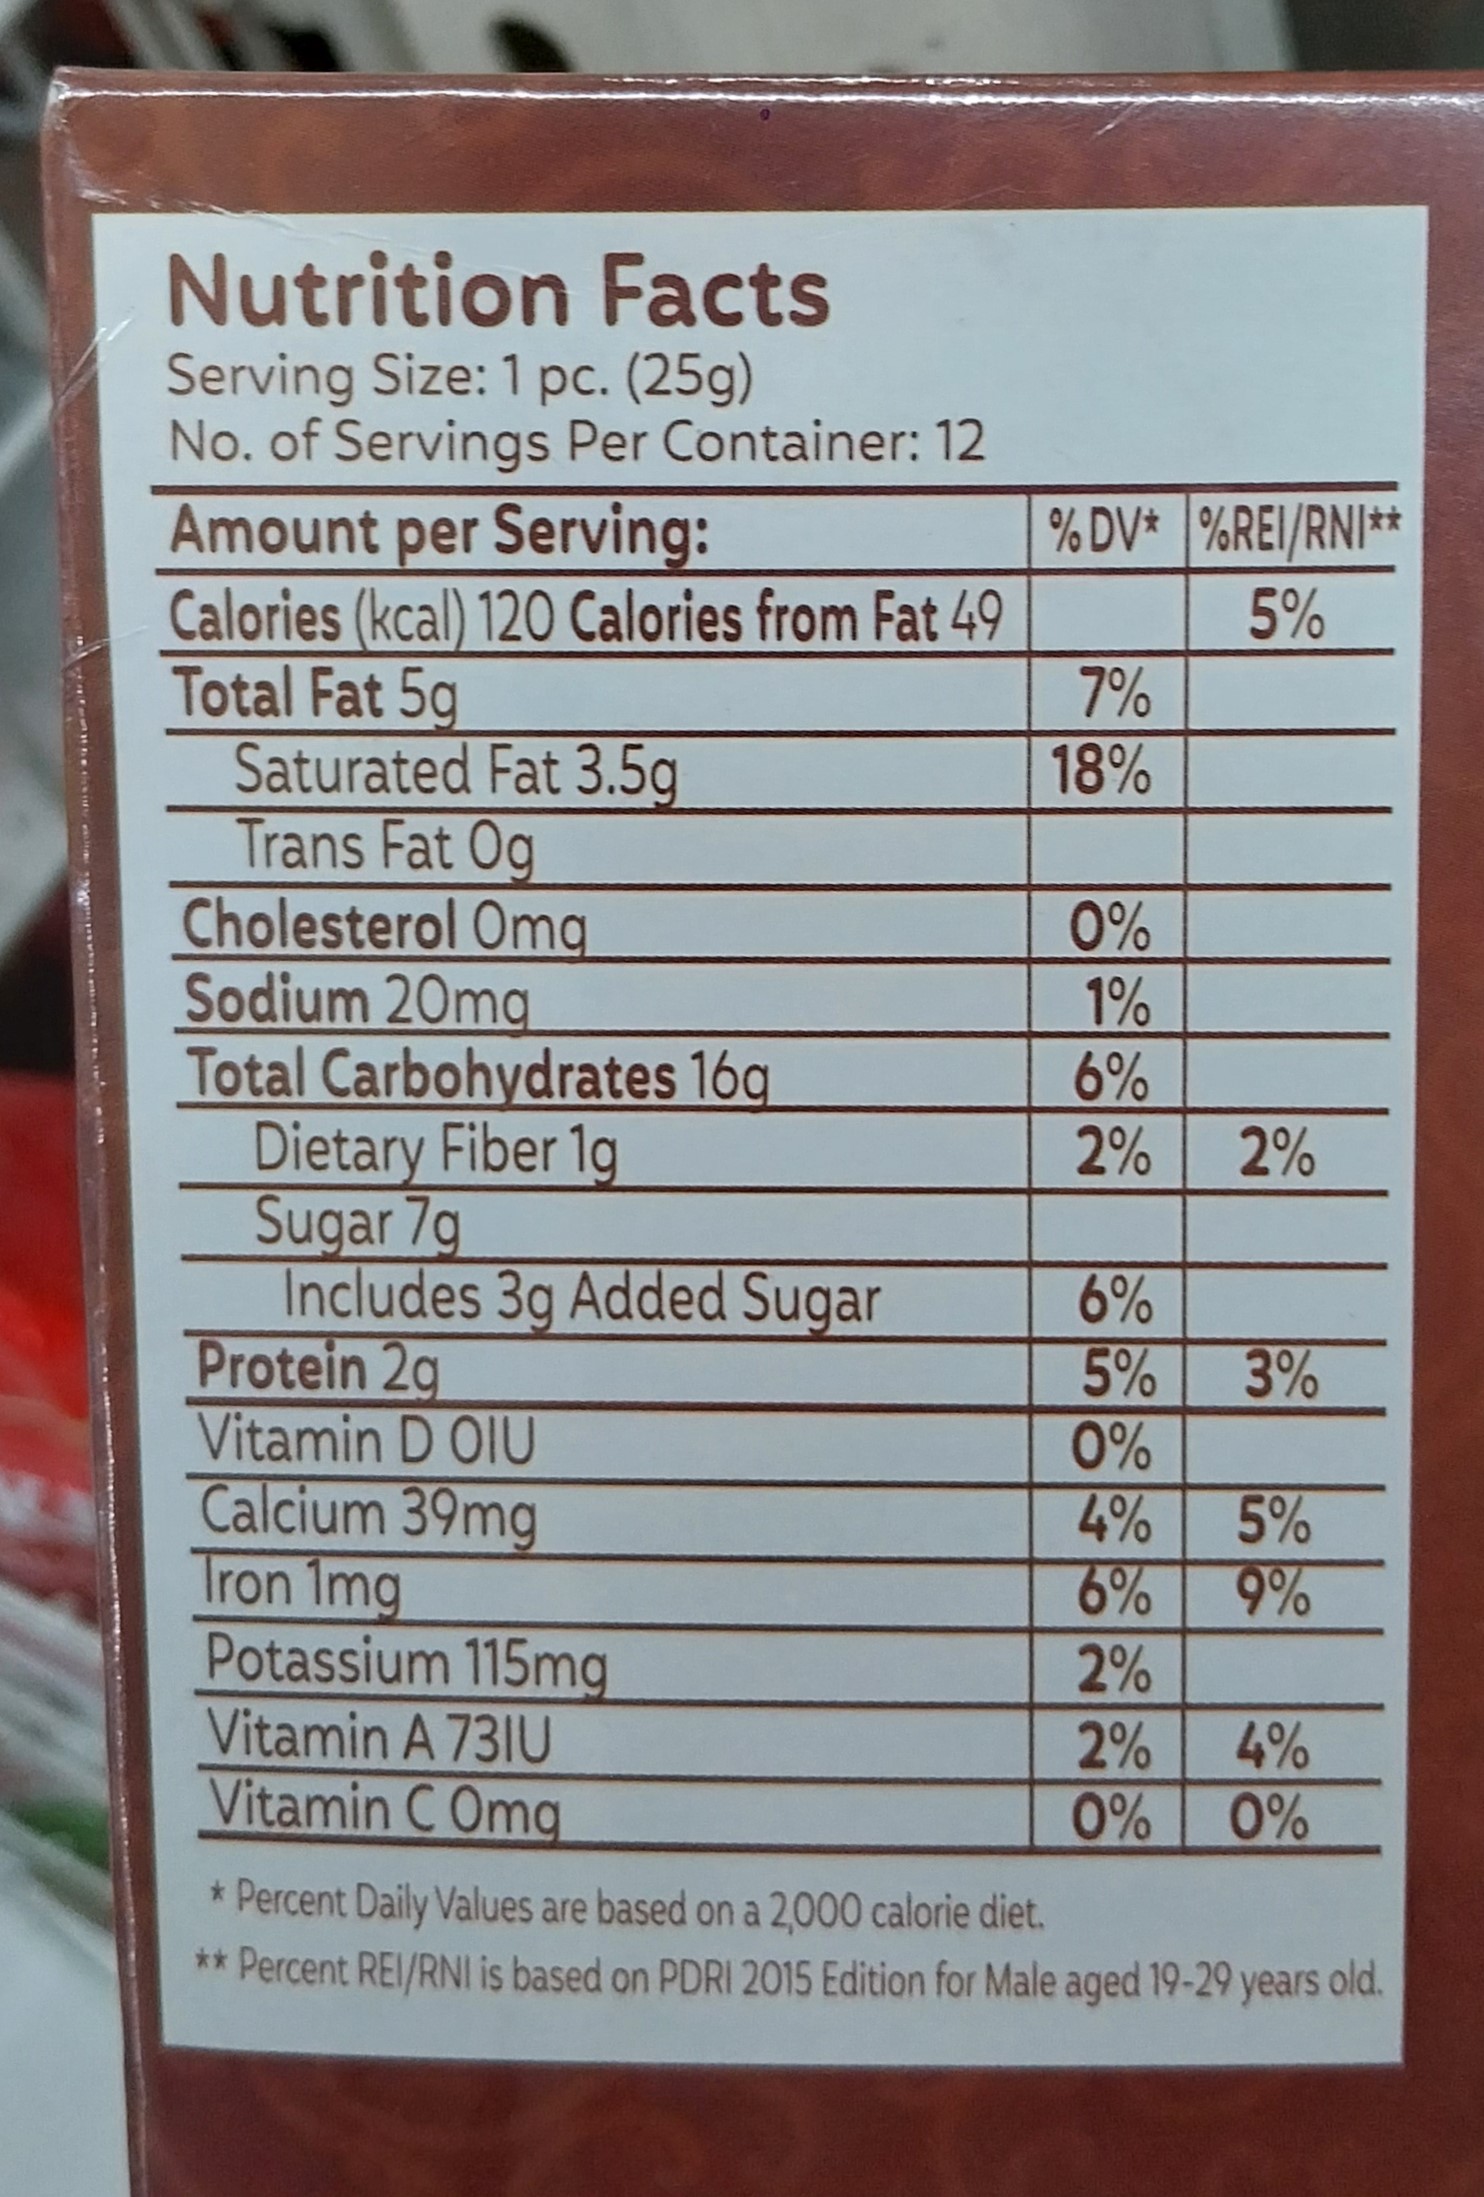 Nutrition Facts
Serving Size: 1 pc. (25g)
No. of Servings Per Container: 12
Amount per Serving: %DV* %REI/RNI**
Calories (kcal) 120 Calories from Fat 49 5%
Total Fat 5g 7%
Saturated Fat 3.5g 18%
Trans Fat 0g
Cholesterol 0mg 0%
Sodium 20mg 1%
Total Carbohydrates 16g 6%
Dietary Fiber 1g 2% 2%
Sugar 7g
Includes 3g Added Sugar 6%
Protein 2g 5% 3%
Vitamin D 0IU 0%
Calcium 39mg 4% 5%
Iron 1mg 6% 9%
Potassium 115mg 2%
Vitamin A 73IU 2% 4%
Vitamin C 0mg 0% 0%
* Percent Daily Values are based on a 2,000 calorie diet.
** Percent REI/RNI is based on PDRI 2015 Edition for Male aged 19-29 years old.